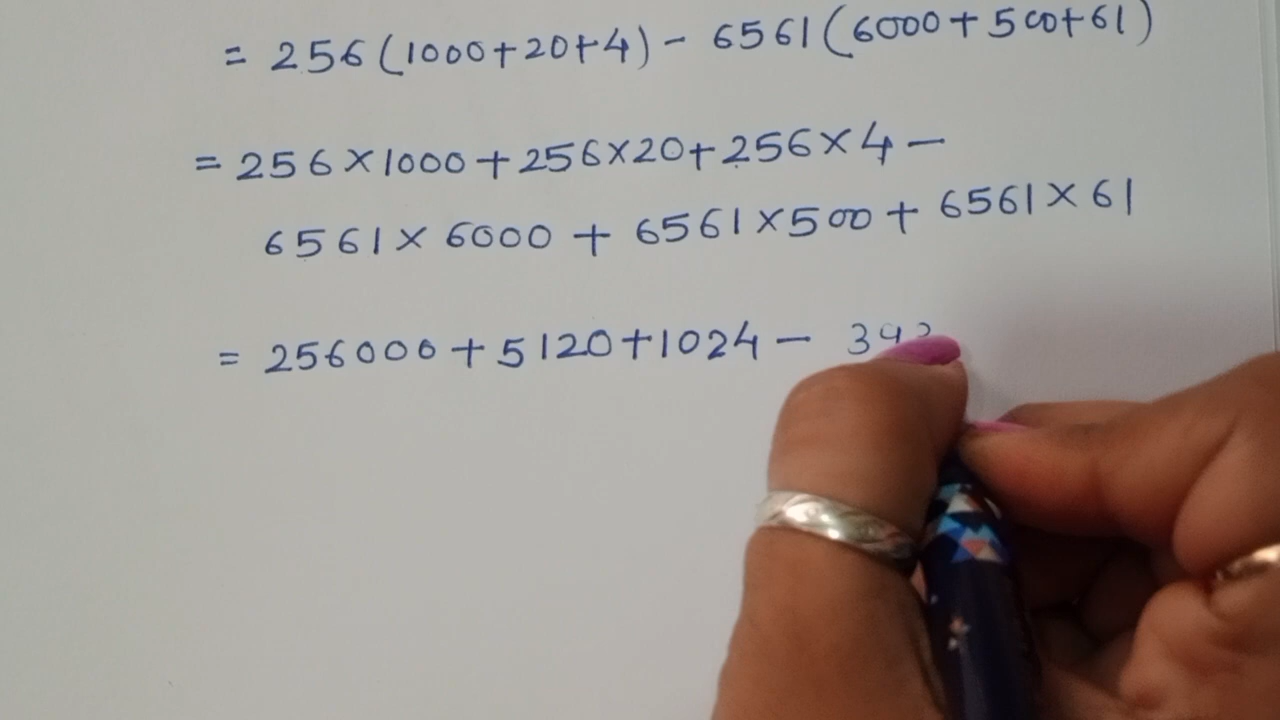 = 256(1000+20+4) - 6561(6000+500+61)
= 256×1000+256×20+256×4-
6561× 6000 + 6561×500+ 6561×61
= 256000+5120+1024- 393